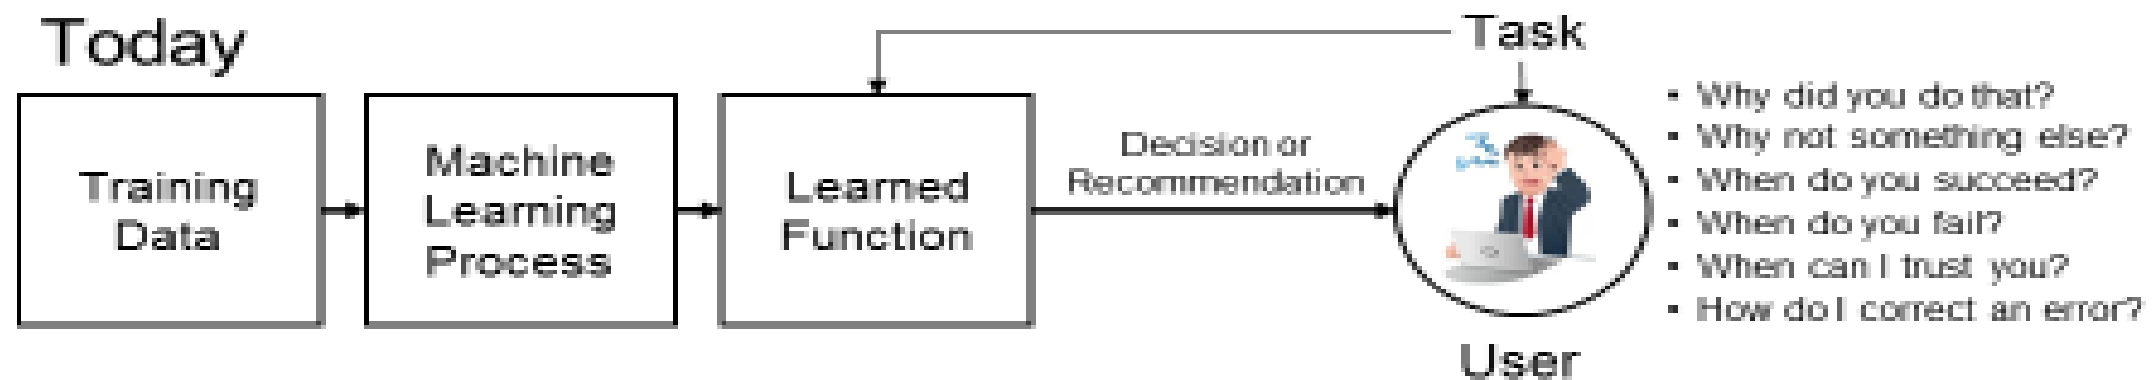 Today
Task
Training
Data
Machine
Learning
Process
Learned
Function
Decision or
Recommendation
• Why did you do that?
• Why not something else?
• When do you succeed?
• When do you fail?
• When can I trust you?
• How do I correct an error?
User